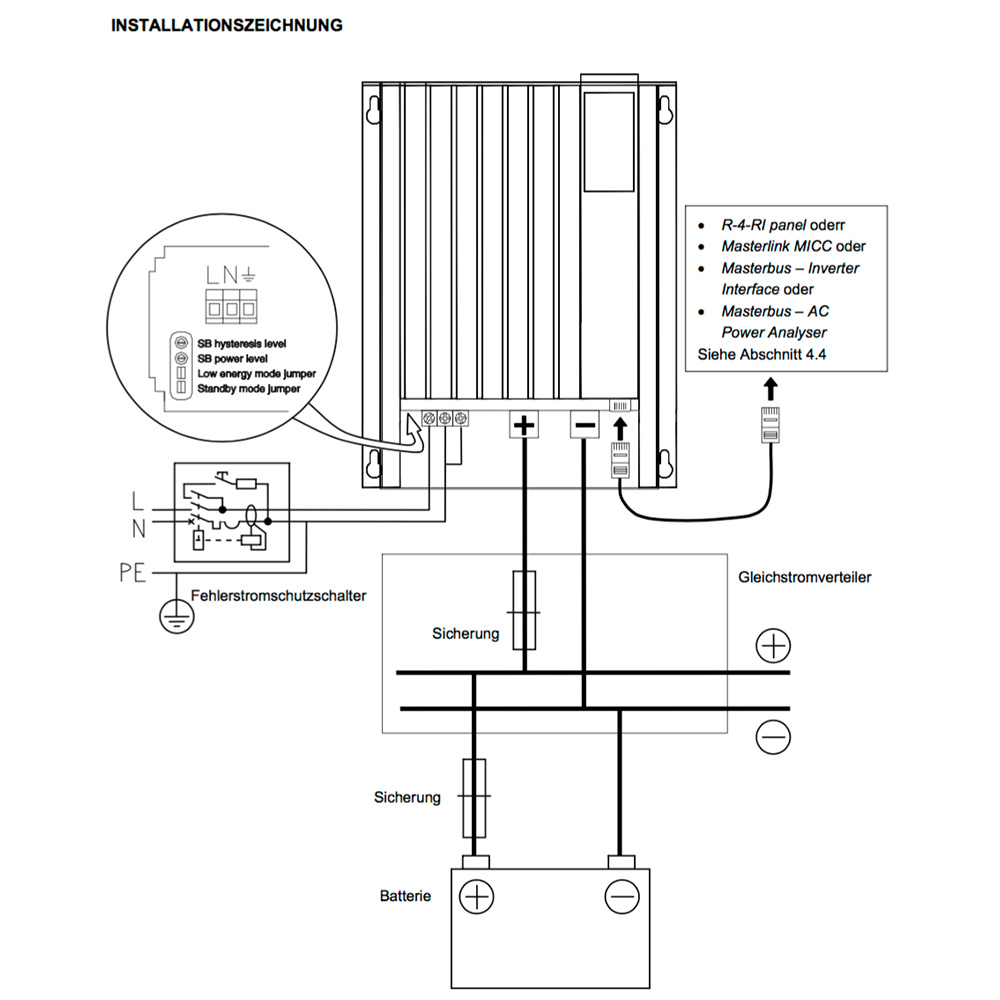 INSTALLATIONSZEICHNUNG
• R-4-RI panel oderr
• Masterlink MICC oder
• Masterbus – Inverter
Interface oder
• Masterbus – AC
Power Analyser
Siehe Abschnitt 4.4
LN
SB hysteresis level
SB power level
Low energy mode jumper
Standby mode jumper
+ −
L
N
PE
Fehlerstromschutzschalter
Gleichstromverteiler
Sicherung
+
−
Sicherung
Batterie
+ −